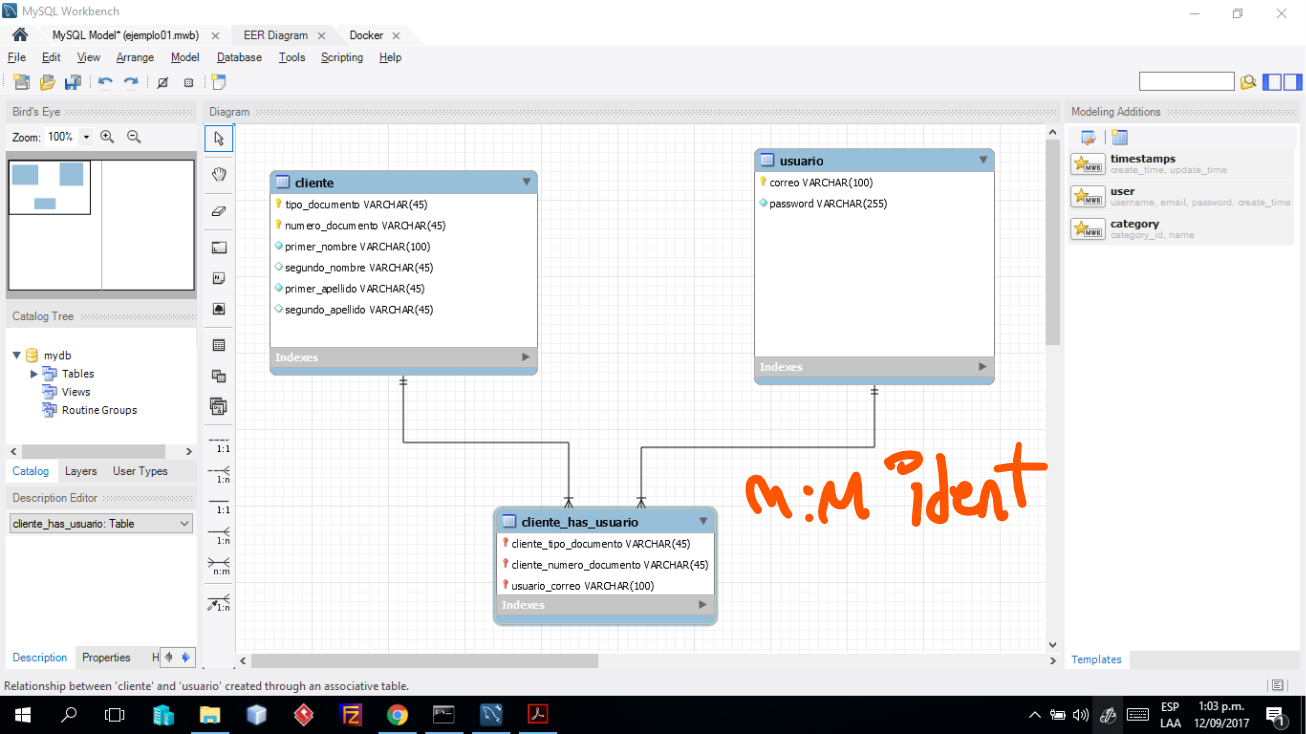 MySQL Workbench
MySQL Model* (ejemplo01.mwb) × EER Diagram × Docker ×
File Edit View Arrange Model Database Tools Scripting Help
Bird's Eye
Zoom: 100%
Catalog Tree
mydb
Tables
Views
Routine Groups
Catalog Layers User Types
Description Editor
cliente_has_usuario: Table
Description Properties H
Diagram
1:1
1:n
1:1
1:n
n:m
1:n
cliente
tipo_documento VARCHAR(45)
numero_documento VARCHAR(45)
primer_nombre VARCHAR(100)
segundo_nombre VARCHAR(45)
primer_apellido VARCHAR(45)
segundo_apellido VARCHAR(45)
Indexes
usuario
correo VARCHAR(100)
password VARCHAR(255)
Indexes
m:M ident
cliente_has_usuario
cliente_tipo_documento VARCHAR(45)
cliente_numero_documento VARCHAR(45)
usuario_correo VARCHAR(100)
Indexes
Modeling Additions
timestamps
create_time, update_time
user
username, email, password, create_time
category
category_id, name
Templates
Relationship between 'cliente' and 'usuario' created through an associative table.
ESP
LAA
1:03 p.m.
12/09/2017
1